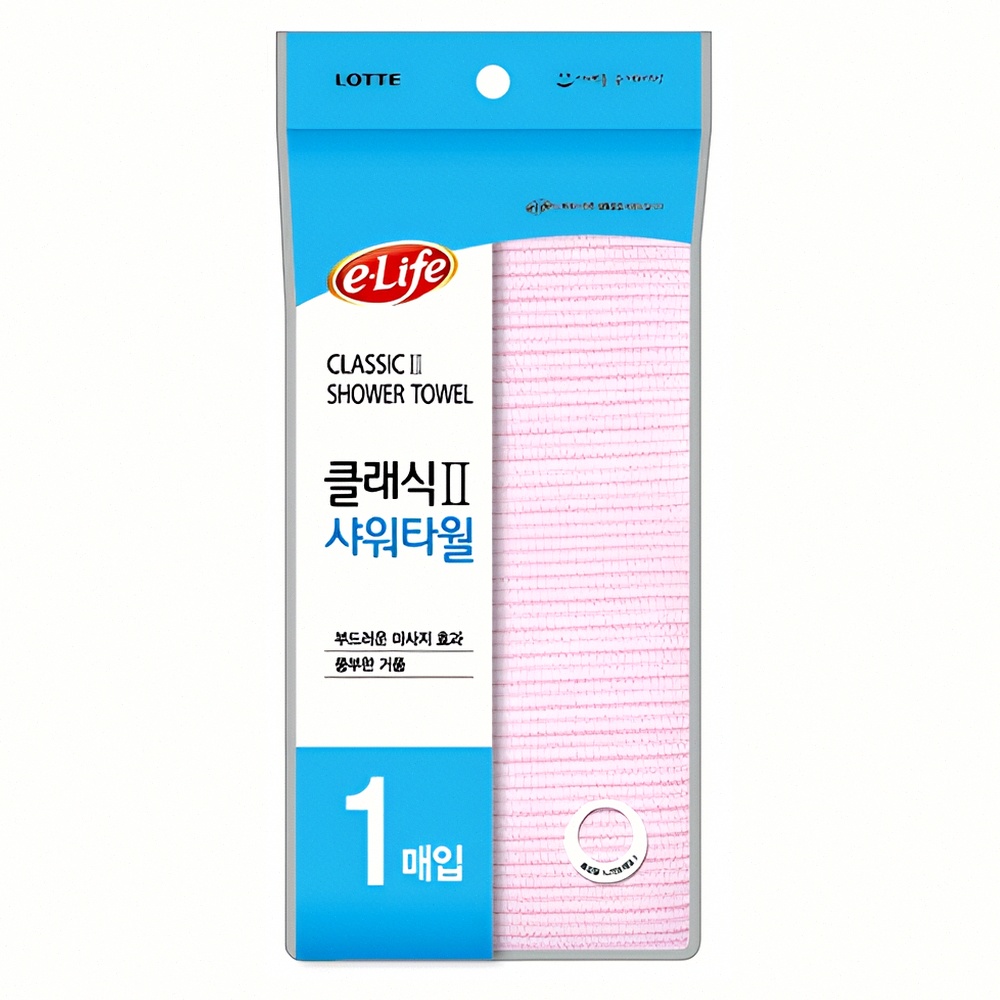 LOTTE
e·Life
CLASSIC Ⅱ
SHOWER TOWEL
클래식Ⅱ
샤워타월
부드러운 마사지 효과
풍부한 거품
1매입